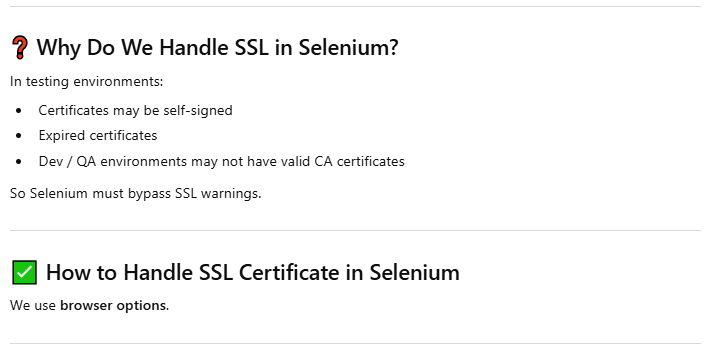 ❓ Why Do We Handle SSL in Selenium?
In testing environments:
• Certificates may be self-signed
• Expired certificates
• Dev / QA environments may not have valid CA certificates
So Selenium must bypass SSL warnings.
✅ How to Handle SSL Certificate in Selenium
We use browser options.